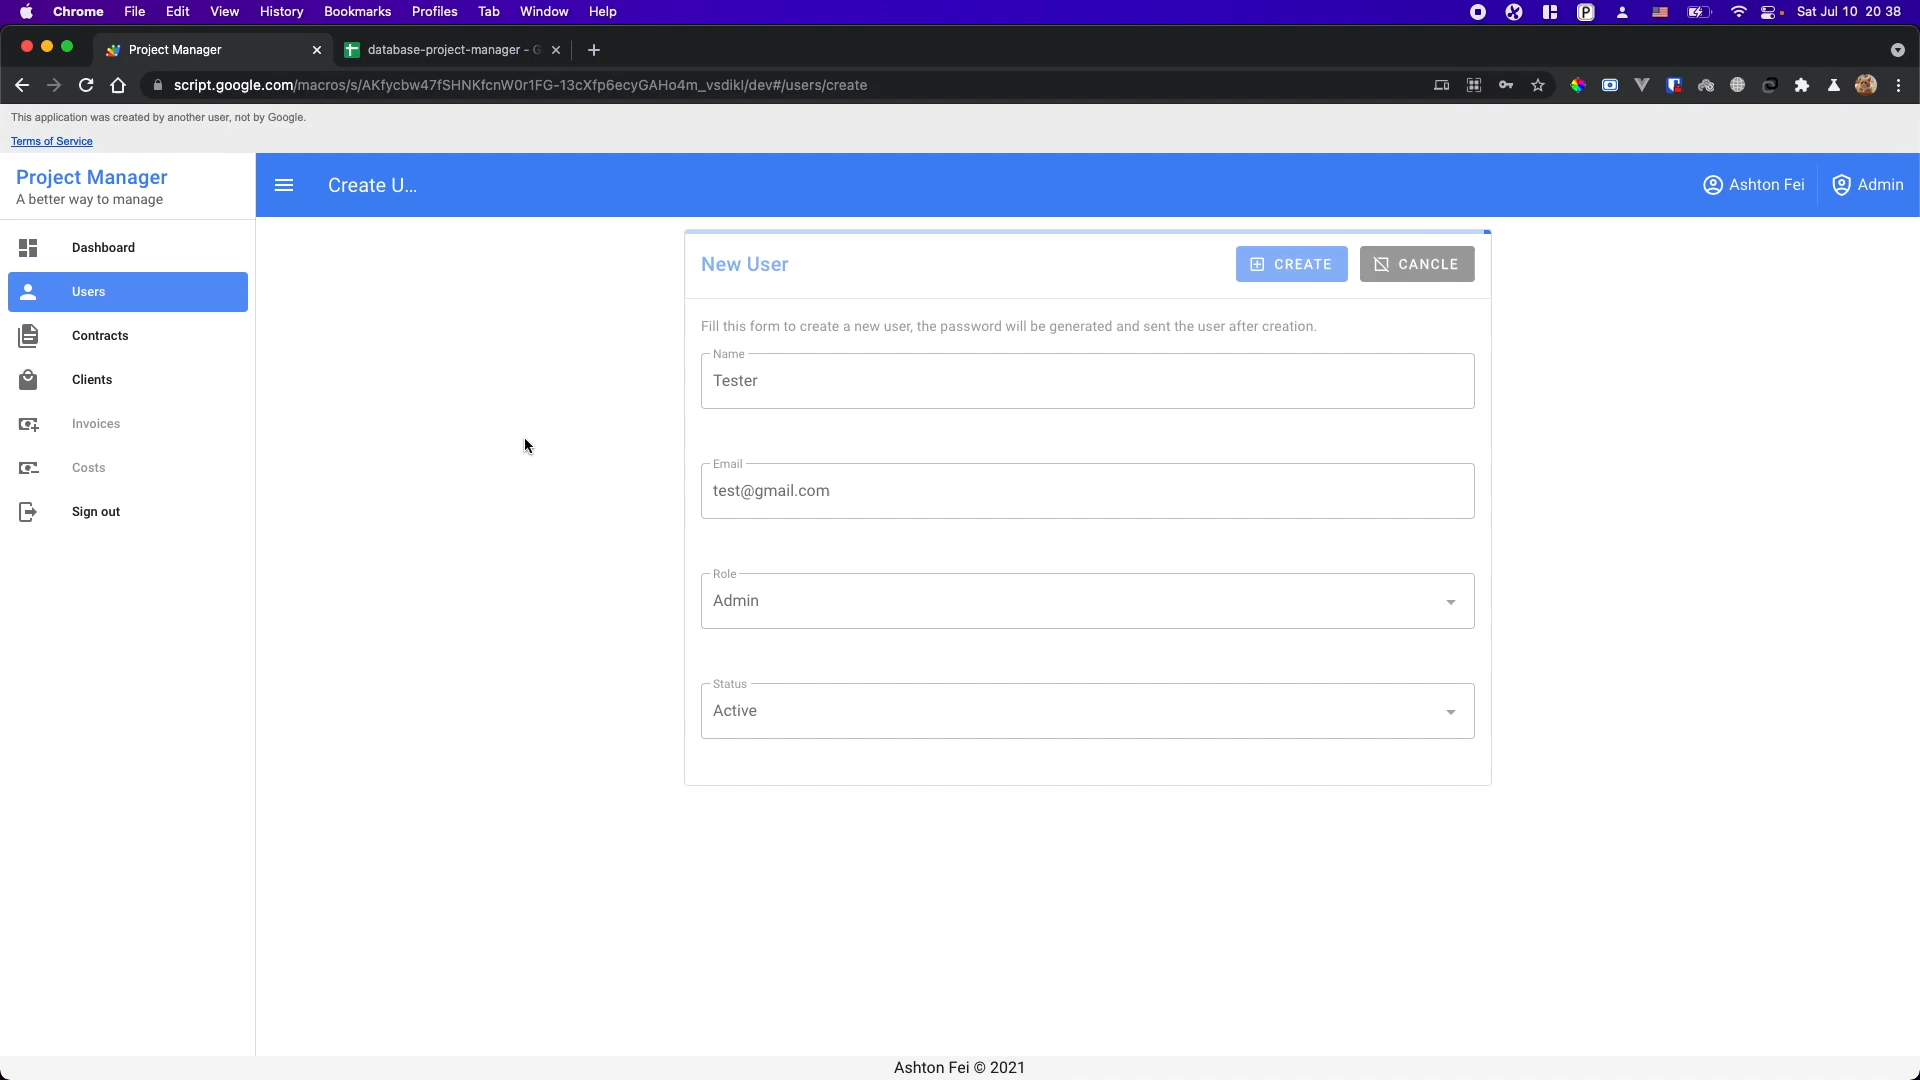 Chrome File Edit View History Bookmarks Profiles Tab Window Help Sat Jul 10 20 38
Project Manager
database-project-manager - G
script.google.com/macros/s/AKfycbw47fSHNKfcnW0r1FG-13cXfp6ecyGAHo4m_vsdikI/dev#/users/create
This application was created by another user, not by Google.
Terms of Service
Project Manager
A better way to manage
Create U...
Ashton Fei
Admin
Dashboard
Users
Contracts
Clients
Invoices
Costs
Sign out
New User
CREATE
CANCLE
Fill this form to create a new user, the password will be generated and sent the user after creation.
Name
Tester
Email
test@gmail.com
Role
Admin
Status
Active
Ashton Fei © 2021